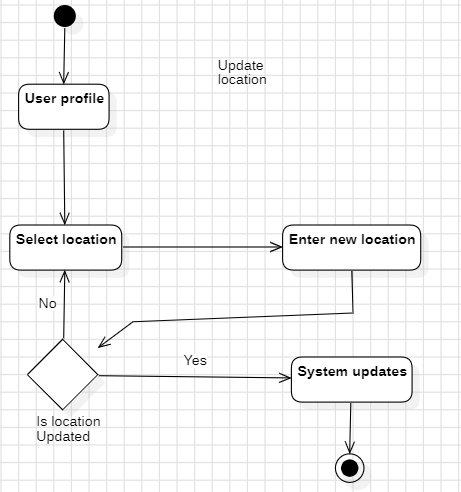 Update
location
User profile
Select location
Enter new location
No
Yes
System updates
Is location
Updated